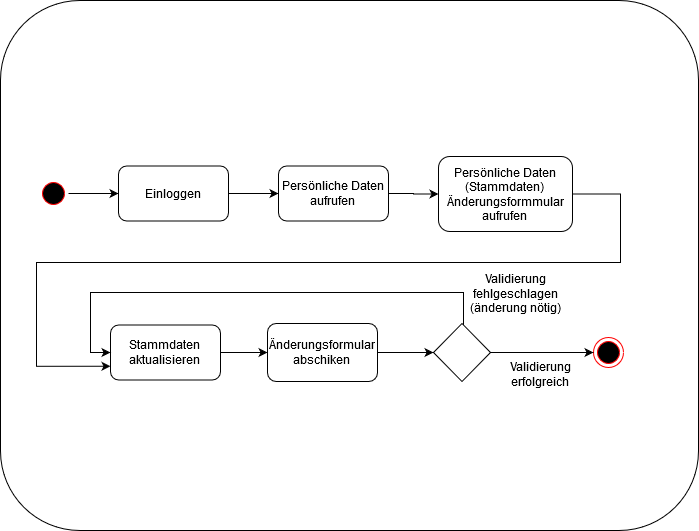 Einloggen
Persönliche Daten
aufrufen
Persönliche Daten
(Stammdaten)
Änderungsformmular
aufrufen
Validierung
fehlgeschlagen
(änderung nötig)
Stammdaten
aktualisieren
Änderungsformular
abschiken
Validierung
erfolgreich